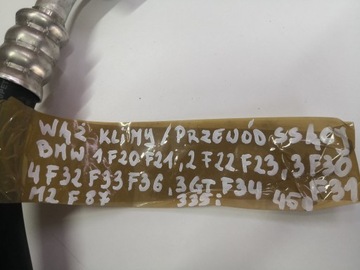 WĄŻ KLIMY / PRZEWÓD SSĄCY
BMW 1 F20 F21, 2 F22 F23, 3 F30
4 F32 F33 F36, 3GT F34 F31
M2 F87 335i